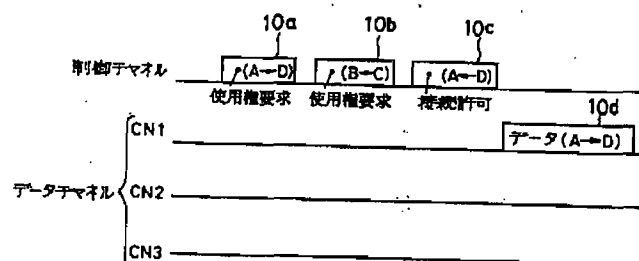 10a 10b 10c
制御チャネル (A→D) (B→C) (A←D)
使用権要求 使用権要求 接続許可
10d
CN1 データ(A→D)
データチャネル CN2
CN3